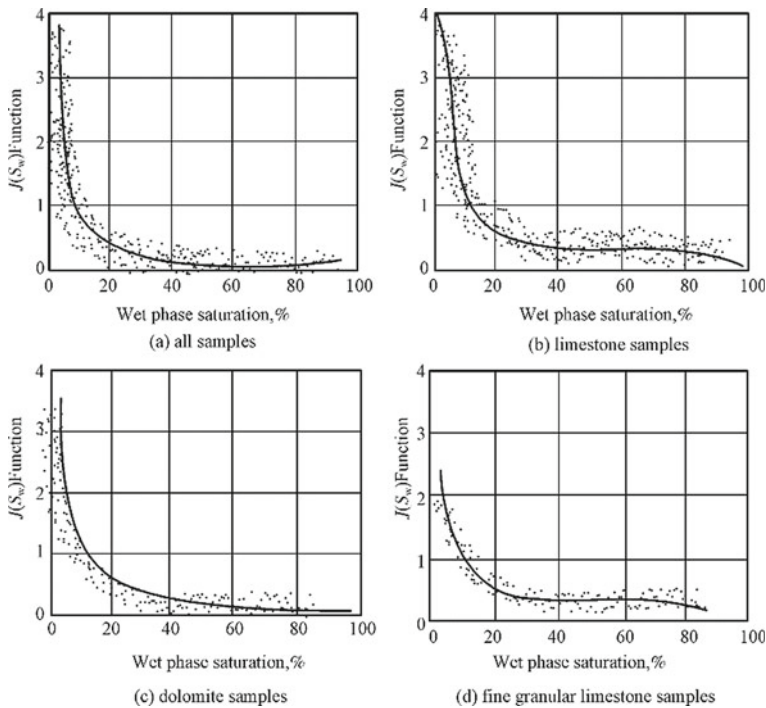 4
3
2
1
0
J(Sw)Function
0 20 40 60 80 100
Wet phase saturation,%
(a) all samples
4
3
2
1
0
J(Sw)Function
0 20 40 60 80 100
Wet phase saturation,%
(b) limestone samples
4
3
2
1
0
J(Sw)Function
0 20 40 60 80 100
Wet phase saturation,%
(c) dolomite samples
4
3
2
1
0
J(Sw)Function
0 20 40 60 80 100
Wet phase saturation,%
(d) fine granular limestone samples